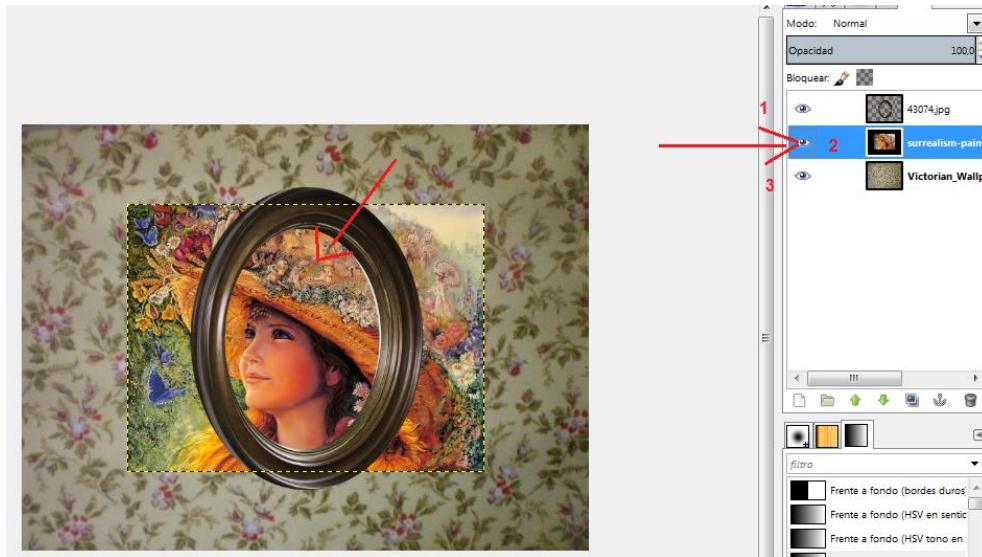 Modo: Normal
Opacidad 100,0
Bloquear:
1 43074.jpg
2 surrealism-pain
3 Victorian_Wallp
filtro
Frente a fondo (bordes duros)
Frente a fondo (HSV en sentic
Frente a fondo (HSV tono en